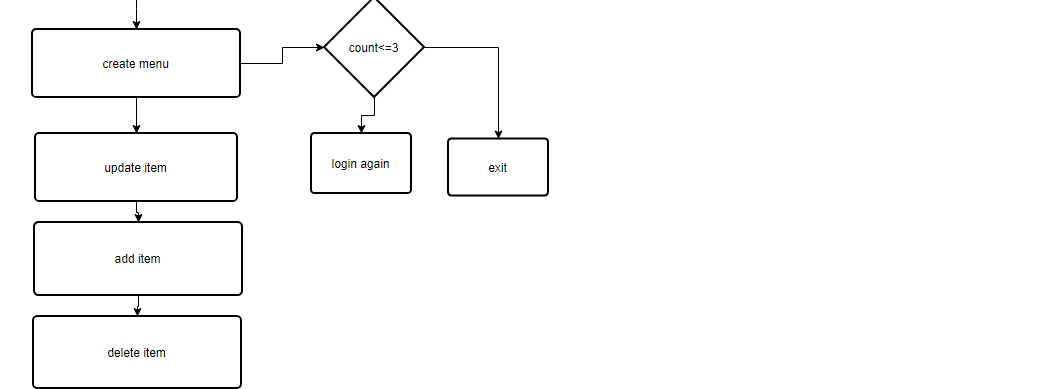 create menu
count<=3
update item
login again
exit
add item
delete item